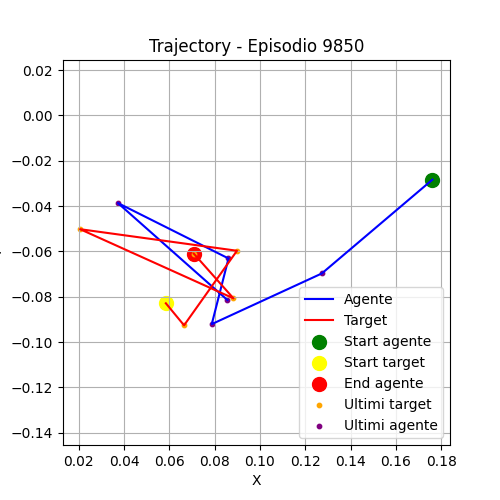 Trajectory - Episodio 9850
0.02
0.00
−0.02
−0.04
−0.06
−0.08
−0.10
−0.12
−0.14
Agente
Target
Start agente
Start target
End agente
Ultimi target
Ultimi agente
0.02 0.04 0.06 0.08 0.10 0.12 0.14 0.16 0.18
X